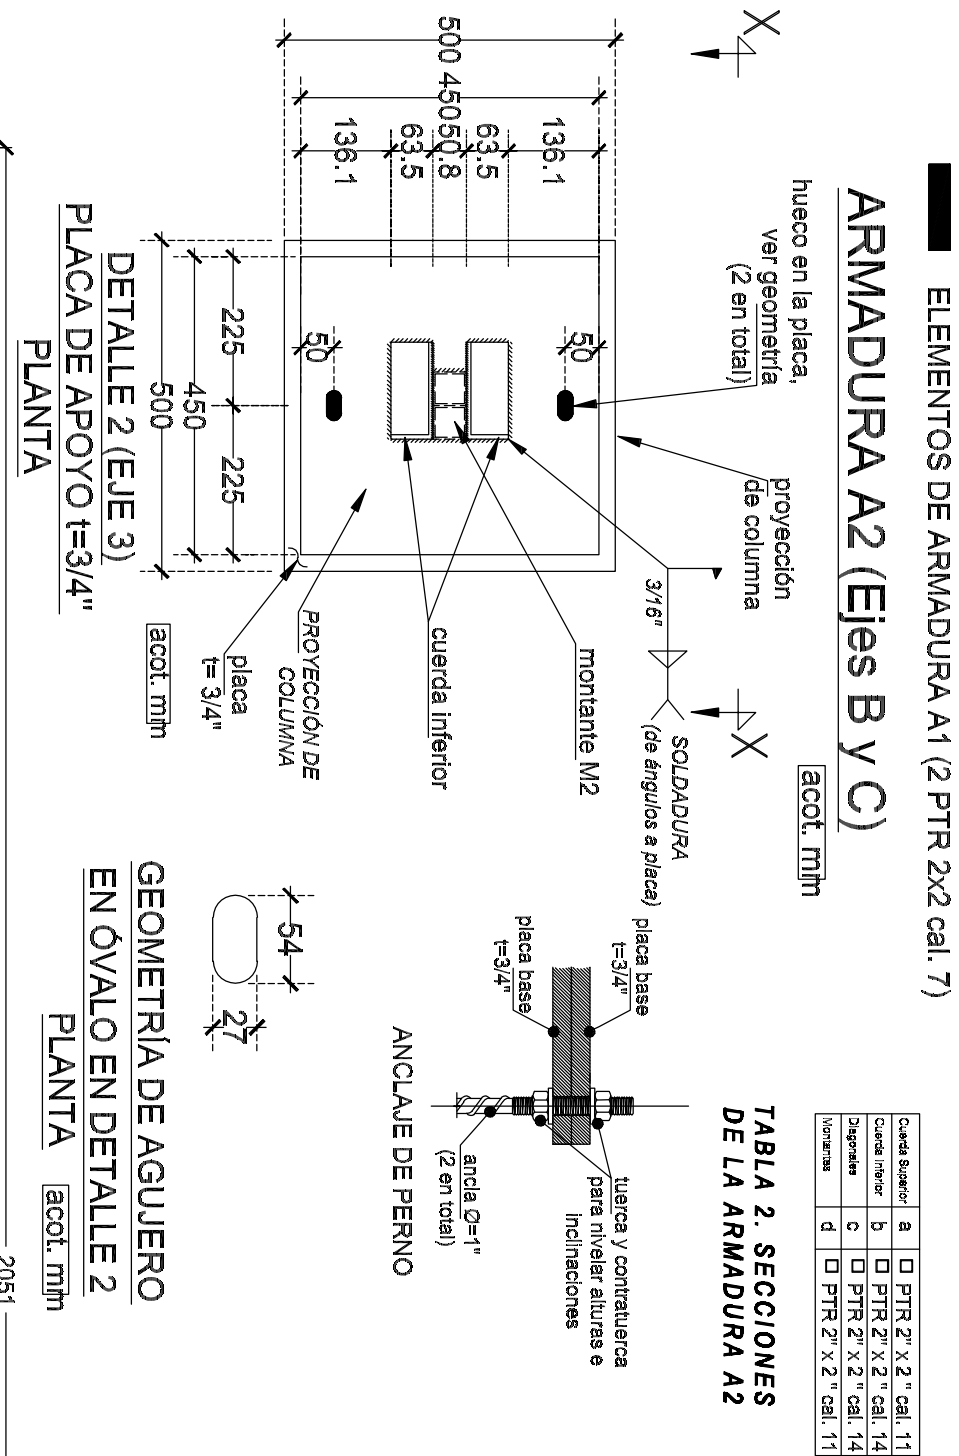 ELEMENTOS DE ARMADURA A1 (2 PTR 2x2 cal. 7)
ARMADURA A2 (Ejes B y C)
acot. mm
hueco en la placa,
ver geometría
(2 en total)
proyección
de columna
X
X
3/16"
SOLDADURA
(de ángulos a placa)
montante M2
cuerda inferior
PROYECCIÓN DE
COLUMNA
placa
t= 3/4"
acot. mm
500
450
136.1
63.5
50.8
63.5
136.1
50
50
225
225
450
500
DETALLE 2 (EJE 3)
PLACA DE APOYO t=3/4"
PLANTA
Cuerda Superior a PTR 2" x 2 " cal. 11
Cuerda Inferior b PTR 2" x 2 " cal. 14
Diagonales c PTR 2" x 2 " cal. 14
Montantes d PTR 2" x 2 " cal. 11
TABLA 2. SECCIONES
DE LA ARMADURA A2
placa base
t=3/4"
placa base
t=3/4"
tuerca y contratuerca
para nivelar alturas e
inclinaciones
ancla Ø=1"
(2 en total)
ANCLAJE DE PERNO
54
27
GEOMETRÍA DE AGUJERO
EN ÓVALO EN DETALLE 2
PLANTA
acot. mm
2051